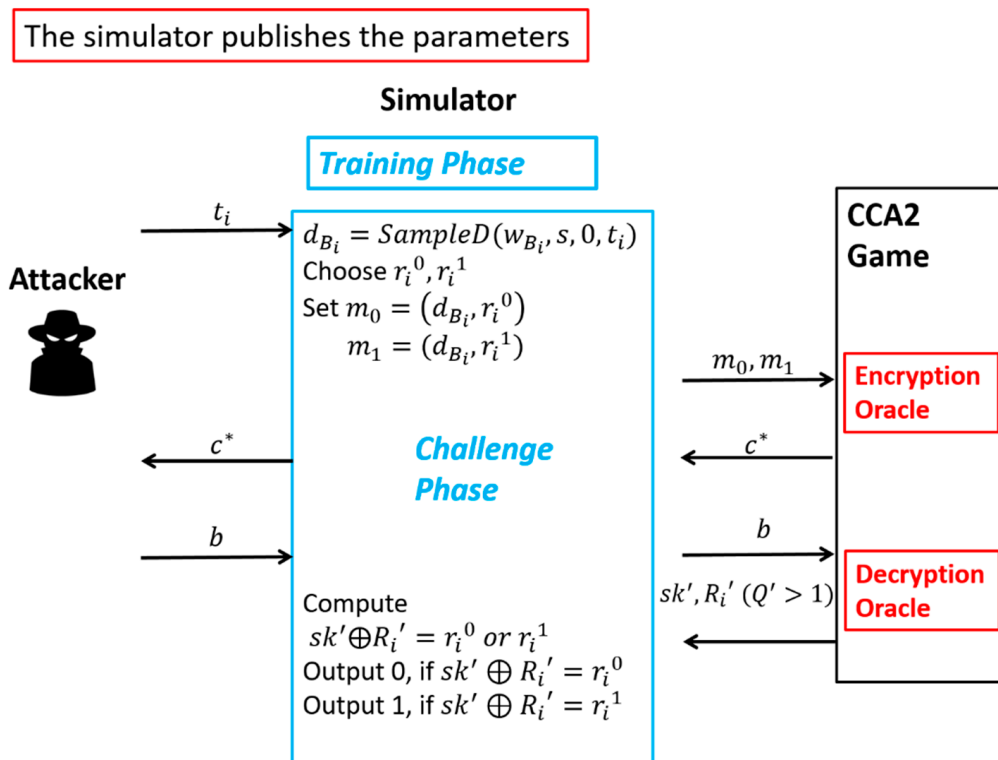 The simulator publishes the parameters
Simulator
Training Phase
t_i
d_{B_i} = SampleD(w_{B_i}, s, 0, t_i)
Choose r_i^0, r_i^1
Set m_0 = (d_{B_i}, r_i^0)
m_1 = (d_{B_i}, r_i^1)
Attacker
CCA2
Game
m_0, m_1
Encryption
Oracle
c^*
Challenge
Phase
c^*
b
b
Decryption
Oracle
sk', R_i' (Q' > 1)
Compute
sk'⊕R_i' = r_i^0 or r_i^1
Output 0, if sk' ⊕ R_i' = r_i^0
Output 1, if sk' ⊕ R_i' = r_i^1